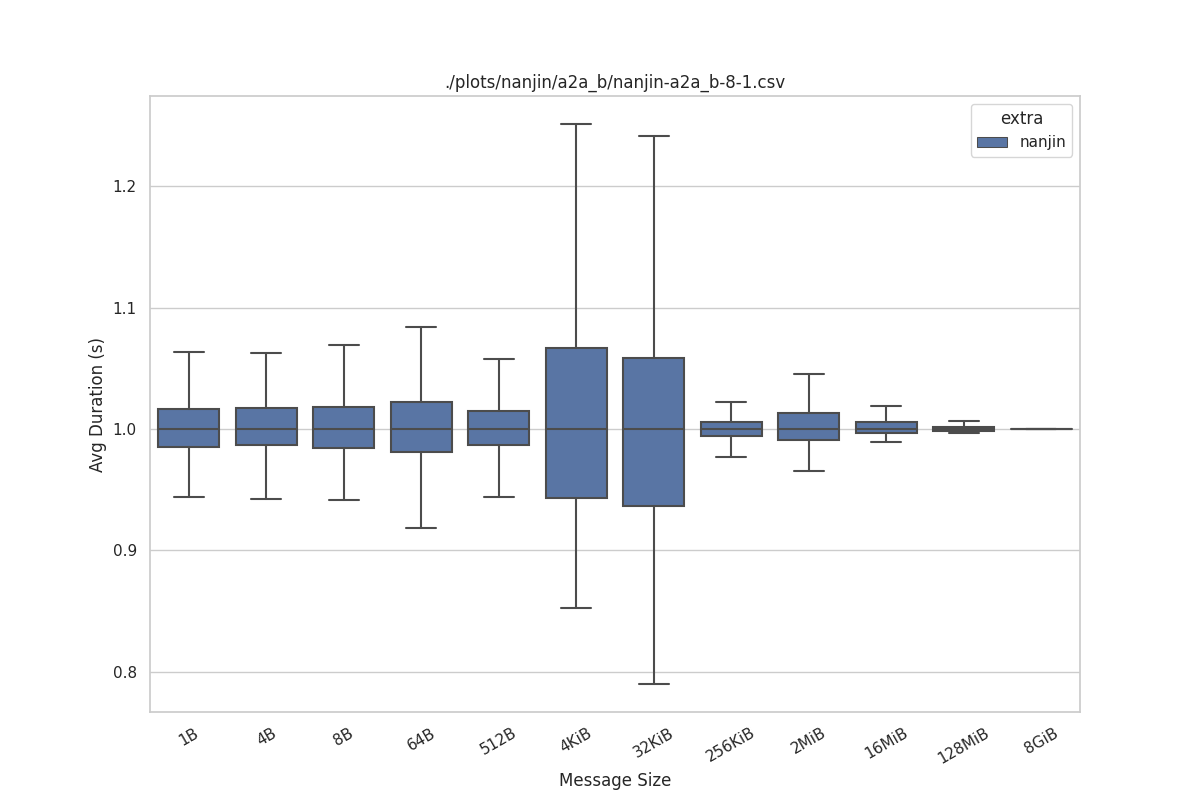 ./plots/nanjin/a2a_b/nanjin-a2a_b-8-1.csv
extra
nanjin
Avg Duration (s)
1.2
1.1
1.0
0.9
0.8
1B
4B
8B
64B
512B
4KiB
32KiB
256KiB
2MiB
16MiB
128MiB
8GiB
Message Size